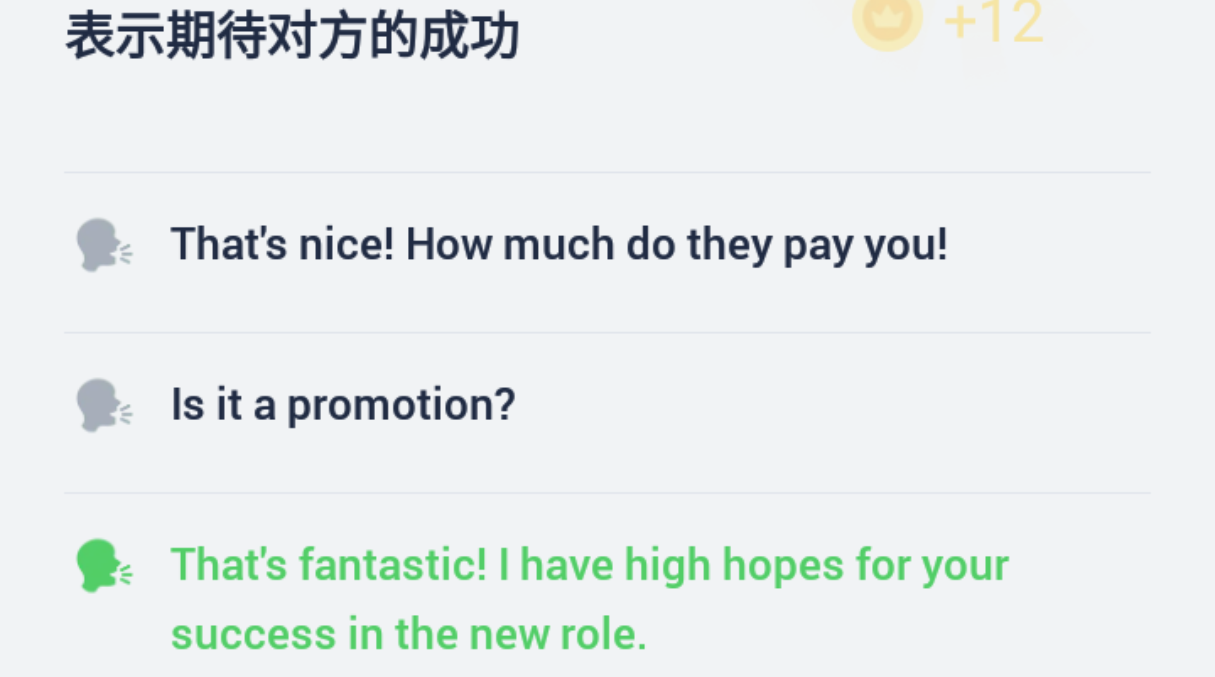 表示期待对方的成功
+12
That's nice! How much do they pay you!
Is it a promotion?
That's fantastic! I have high hopes for your
success in the new role.